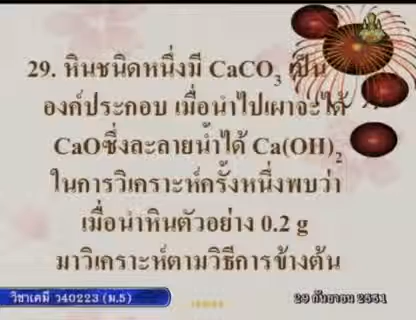 29. หินชนิดหนึ่งมี CaCO₃ เป็น
องค์ประกอบ เมื่อนำไปเผาจะได้
CaOซึ่งละลายน้ำได้ Ca(OH)₂
ในการวิเคราะห์ครั้งหนึ่งพบว่า
เมื่อนำหินตัวอย่าง 0.2 g
มาวิเคราะห์ตามวิธีการข้างต้น
วิชาเคมี ว40223 (ม.5)
29 กันยายน 2551